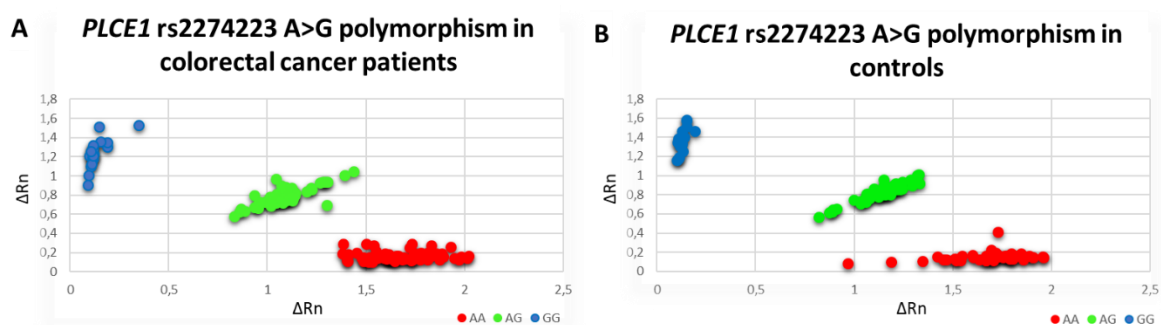 A
PLCE1 rs2274223 A>G polymorphism in
colorectal cancer patients
1,8
1,6
1,4
1,2
1
0,8
0,6
0,4
0,2
0
ΔRn
0
0,5
1
1,5
2
2,5
ΔRn
AA AG GG
B
PLCE1 rs2274223 A>G polymorphism in
controls
1,8
1,6
1,4
1,2
1
0,8
0,6
0,4
0,2
0
ΔRn
0
0,5
1
1,5
2
2,5
ΔRn
AA AG GG